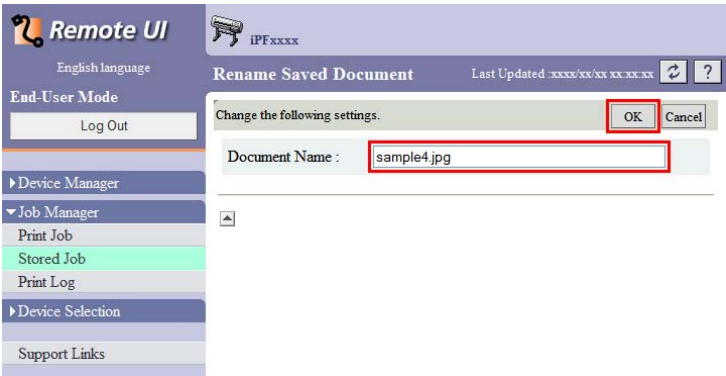 Remote UI
English language
End-User Mode
Log Out
Device Manager
Job Manager
Print Job
Stored Job
Print Log
Device Selection
Support Links
iPFxxxx
Rename Saved Document
Last Updated :xxxx/xx/xx xx:xx:xx
?
Change the following settings.
OK
Cancel
Document Name :
sample4.jpg